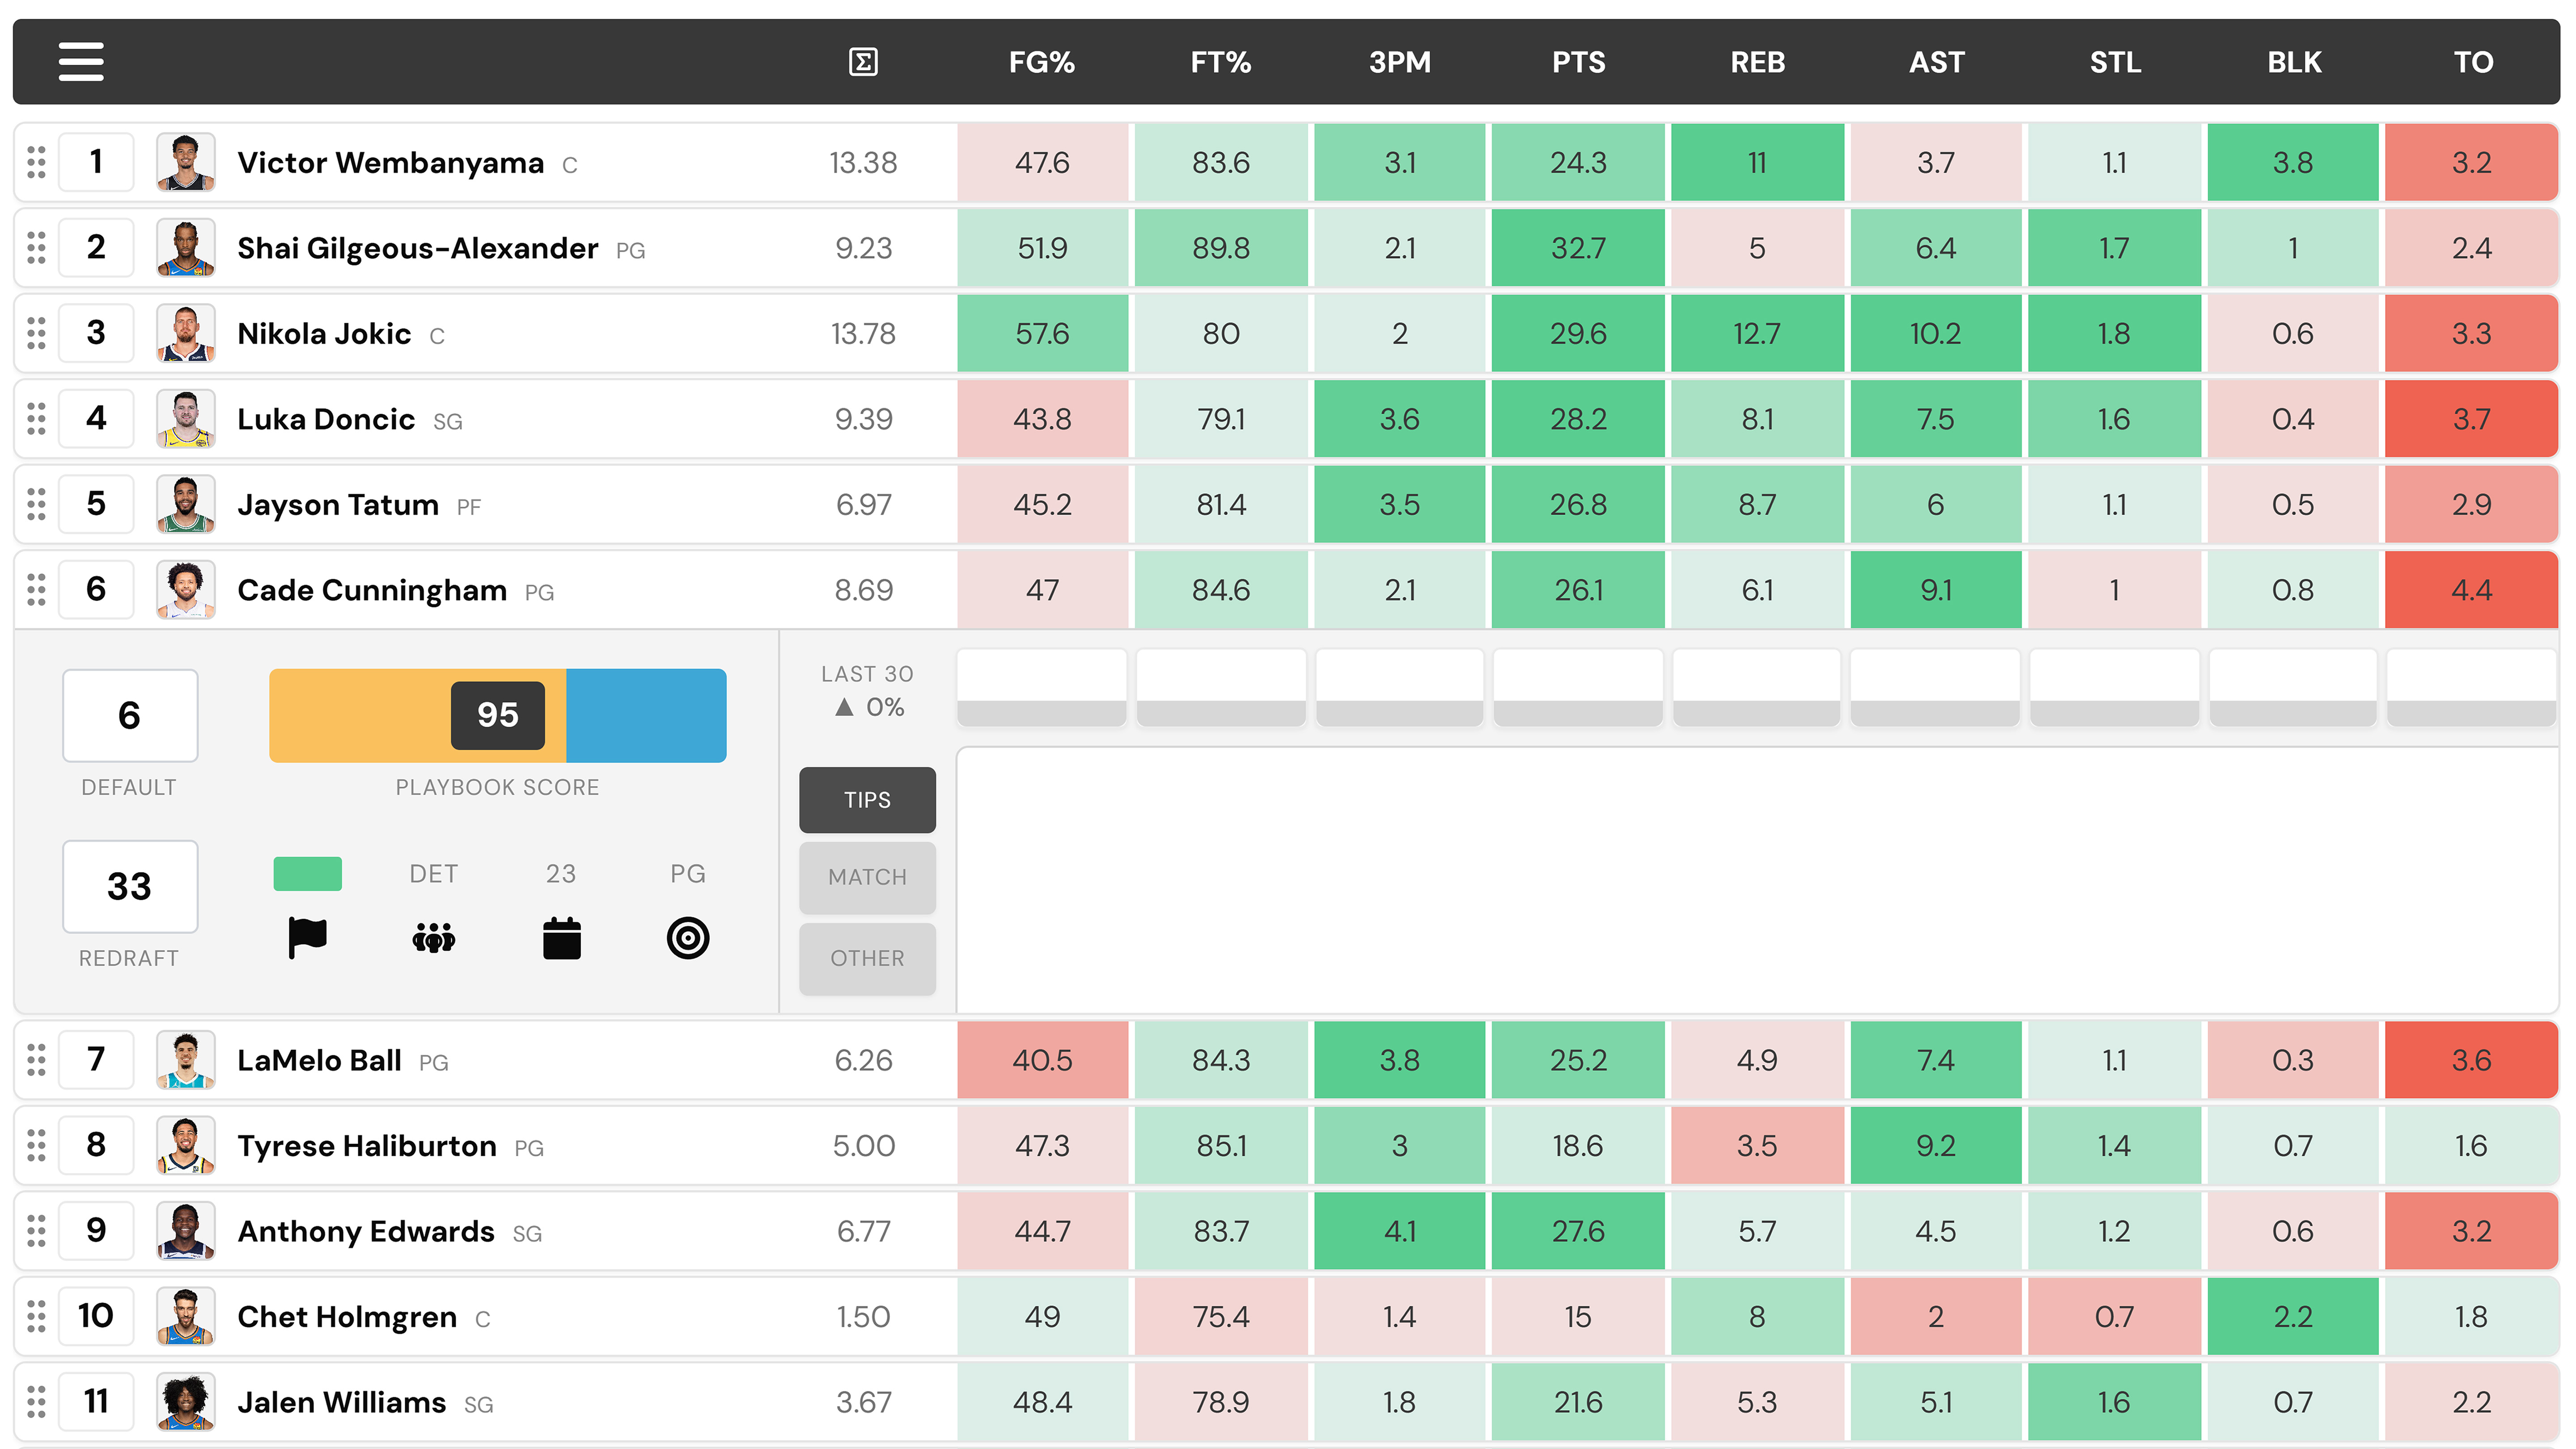 Σ FG% FT% 3PM PTS REB AST STL BLK TO
1 Victor Wembanyama C 13.38 47.6 83.6 3.1 24.3 11 3.7 1.1 3.8 3.2
2 Shai Gilgeous-Alexander PG 9.23 51.9 89.8 2.1 32.7 5 6.4 1.7 1 2.4
3 Nikola Jokic C 13.78 57.6 80 2 29.6 12.7 10.2 1.8 0.6 3.3
4 Luka Doncic SG 9.39 43.8 79.1 3.6 28.2 8.1 7.5 1.6 0.4 3.7
5 Jayson Tatum PF 6.97 45.2 81.4 3.5 26.8 8.7 6 1.1 0.5 2.9
6 Cade Cunningham PG 8.69 47 84.6 2.1 26.1 6.1 9.1 1 0.8 4.4
6
DEFAULT
95
PLAYBOOK SCORE
33
REDRAFT
DET 23 PG
LAST 30
▲ 0%
TIPS
MATCH
OTHER
7 LaMelo Ball PG 6.26 40.5 84.3 3.8 25.2 4.9 7.4 1.1 0.3 3.6
8 Tyrese Haliburton PG 5.00 47.3 85.1 3 18.6 3.5 9.2 1.4 0.7 1.6
9 Anthony Edwards SG 6.77 44.7 83.7 4.1 27.6 5.7 4.5 1.2 0.6 3.2
10 Chet Holmgren C 1.50 49 75.4 1.4 15 8 2 0.7 2.2 1.8
11 Jalen Williams SG 3.67 48.4 78.9 1.8 21.6 5.3 5.1 1.6 0.7 2.2